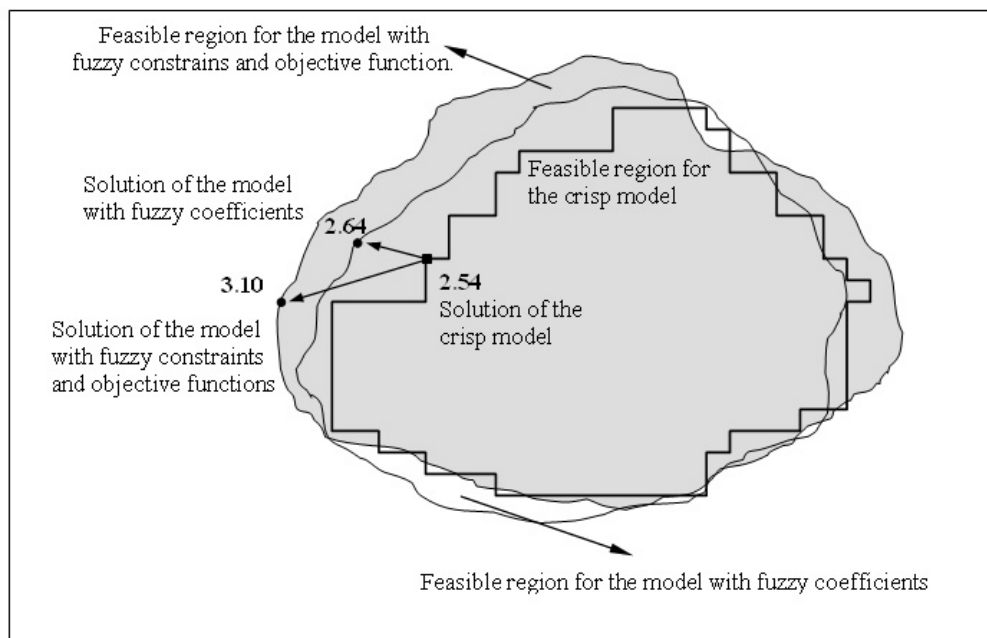 Feasible region for the model with
fuzzy constrains and objective function.
Feasible region for
the crisp model
Solution of the model
with fuzzy coefficients
2.64
3.10
2.54
Solution of the
crisp model
Solution of the model
with fuzzy constraints
and objective functions
Feasible region for the model with fuzzy coefficients